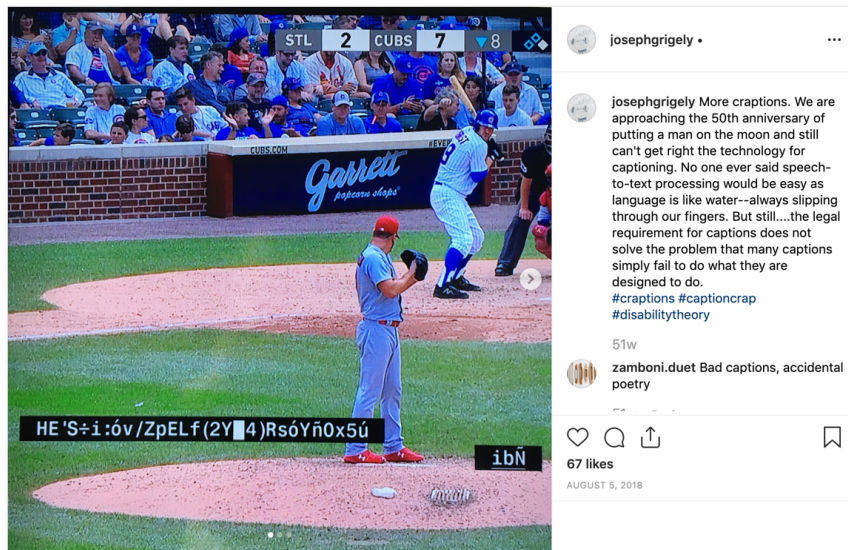 STL 2 CUBS 7 ▼8
CUBS.COM
#EVE
Garrett
popcorn shops®
HE'S÷i:óv/ZpELf(2Y█4)RsóYñOx5ú
ibÑ
josephgrigely •
josephgrigely More craptions. We are
approaching the 50th anniversary of
putting a man on the moon and still
can't get right the technology for
captioning. No one ever said speech-
to-text processing would be easy as
language is like water--always slipping
through our fingers. But still....the legal
requirement for captions does not
solve the problem that many captions
simply fail to do what they are
designed to do.
#craptions #captioncrap
#disabilitytheory
51w
zamboni.duet Bad captions, accidental
poetry
67 likes
AUGUST 5, 2018